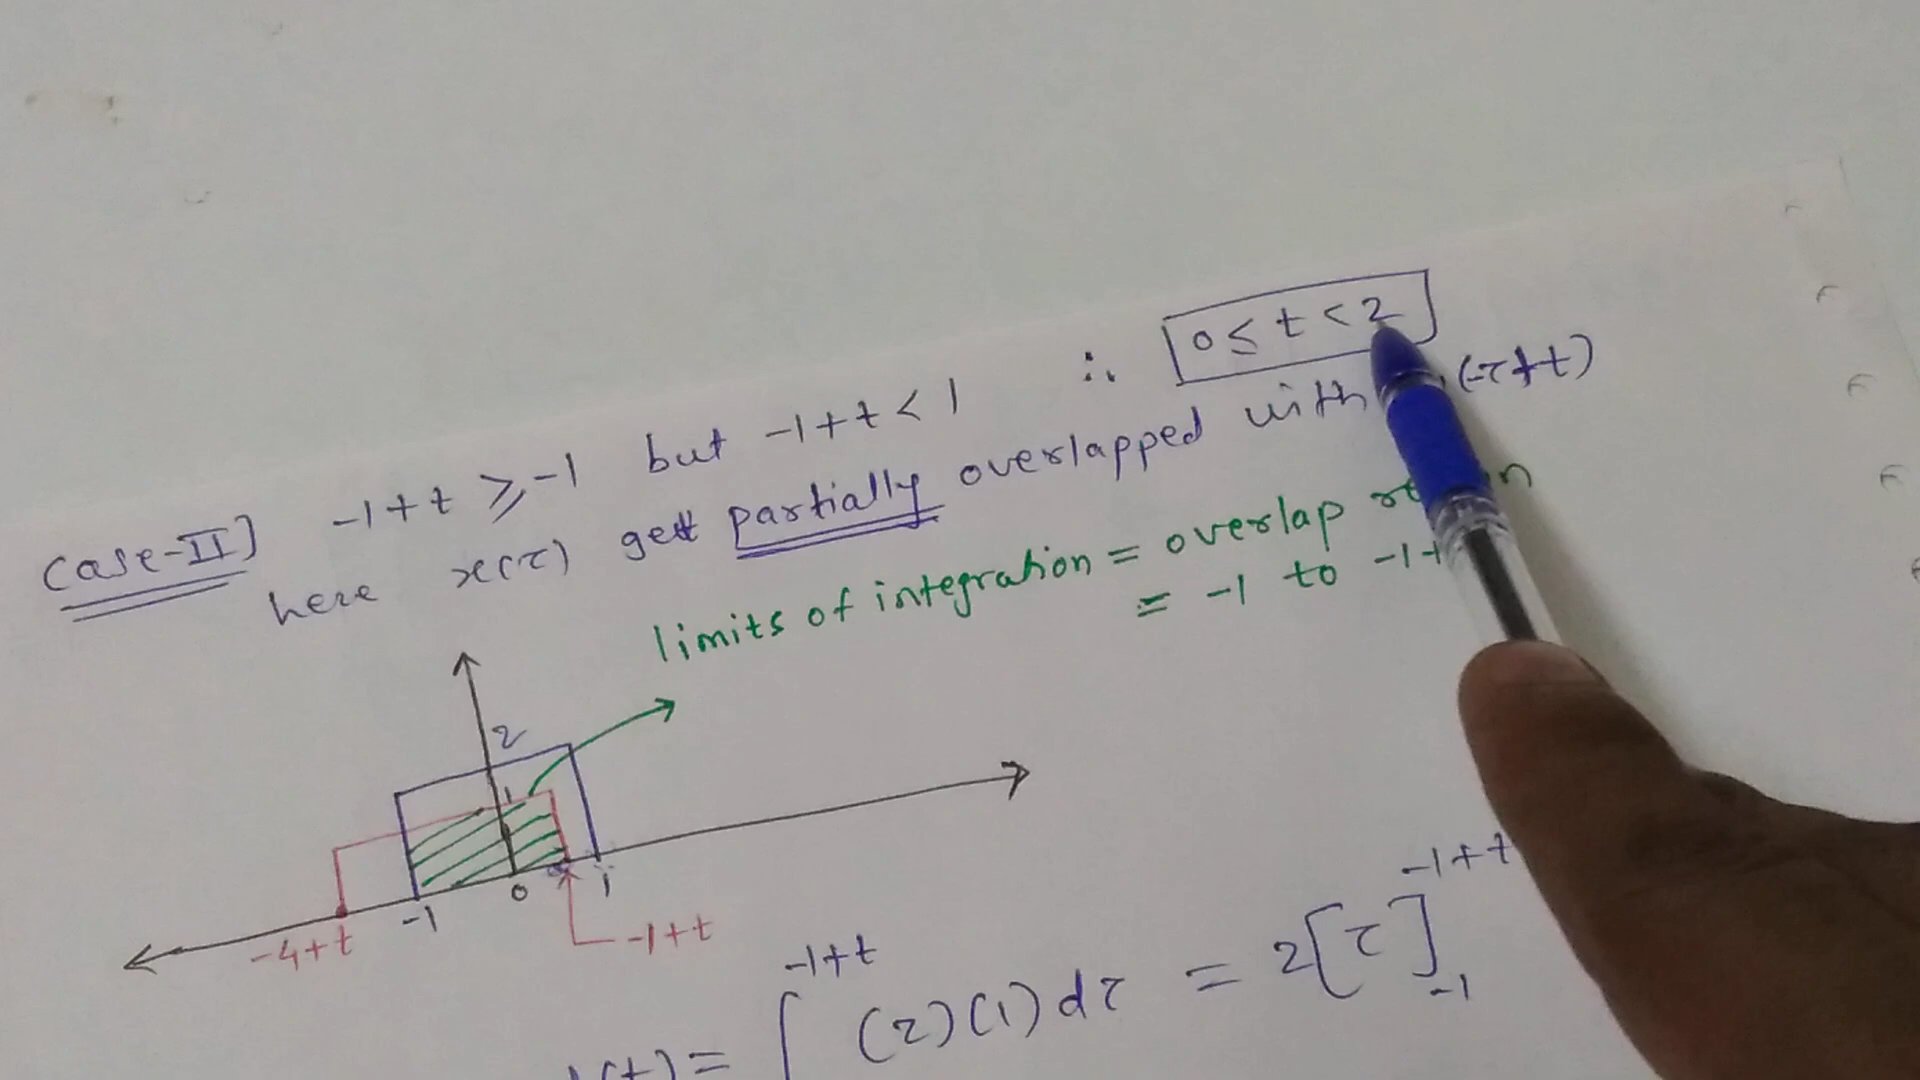 Case-II] -1+t ≥ -1 but -1+t < 1 ∴ 0 ≤ t < 2
here x(τ) get partially overlapped with (-τ+t)
limits of integration = overlap
= -1 to -1+
2
1
-4+t -1 0 1
-1+t
(t) = ∫ -1+t (2)(1) dτ = 2[τ] -1+t -1